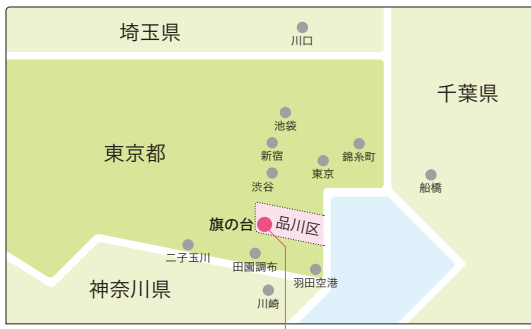 埼玉県
川口
千葉県
池袋
東京都
新宿
錦糸町
東京
渋谷
船橋
旗の台
品川区
二子玉川
田園調布
羽田空港
神奈川県
川崎